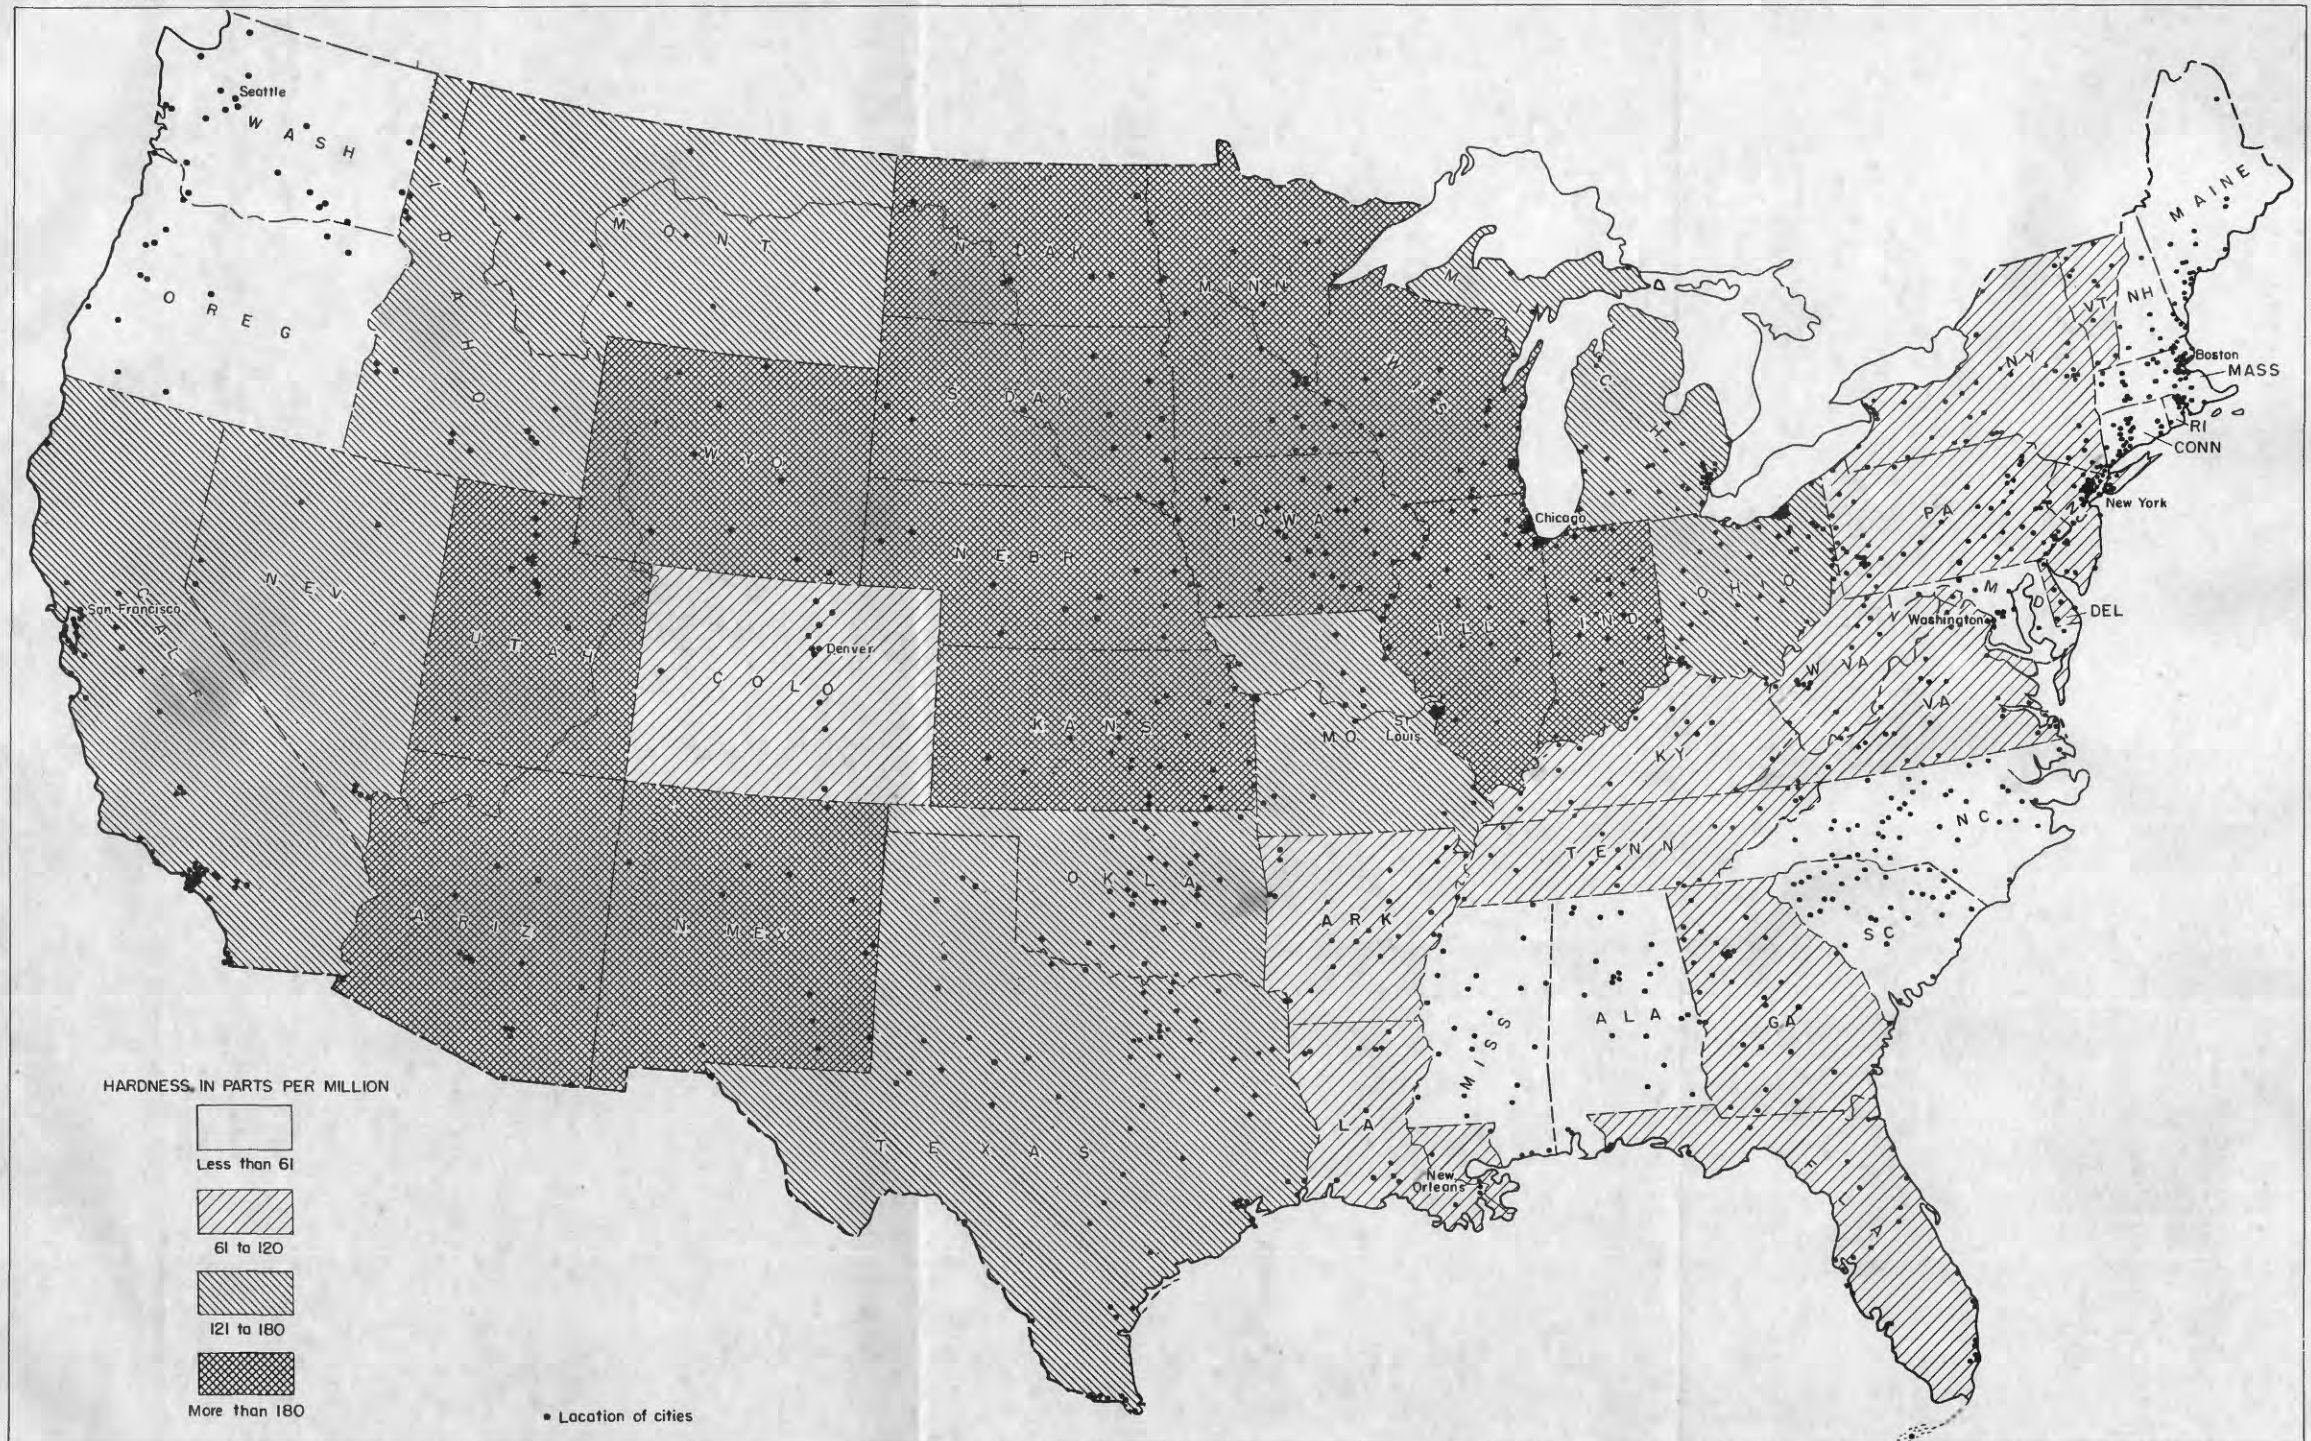 Seattle
WASH
MAINE
IDAHO
MONT
N DAK
MINN
MICH
OREG
VT
NH
NY
Boston
MASS
RI
CONN
WIS
S DAK
WYO
New York
PA
NJ
Chicago
IOWA
NEBR
NEV
San Francisco
CALIF
OHIO
MD
DEL
Washington
ILL
IND
UTAH
Denver
COLO
W VA
VA
KANS
MO
St
Louis
KY
NC
TENN
OKLA
ARK
SC
ARIZ
N MEX
MISS
ALA
GA
TEXAS
LA
New
Orleans
FLA
HARDNESS IN PARTS PER MILLION
Less than 61
61 to 120
121 to 180
More than 180
Location of cities